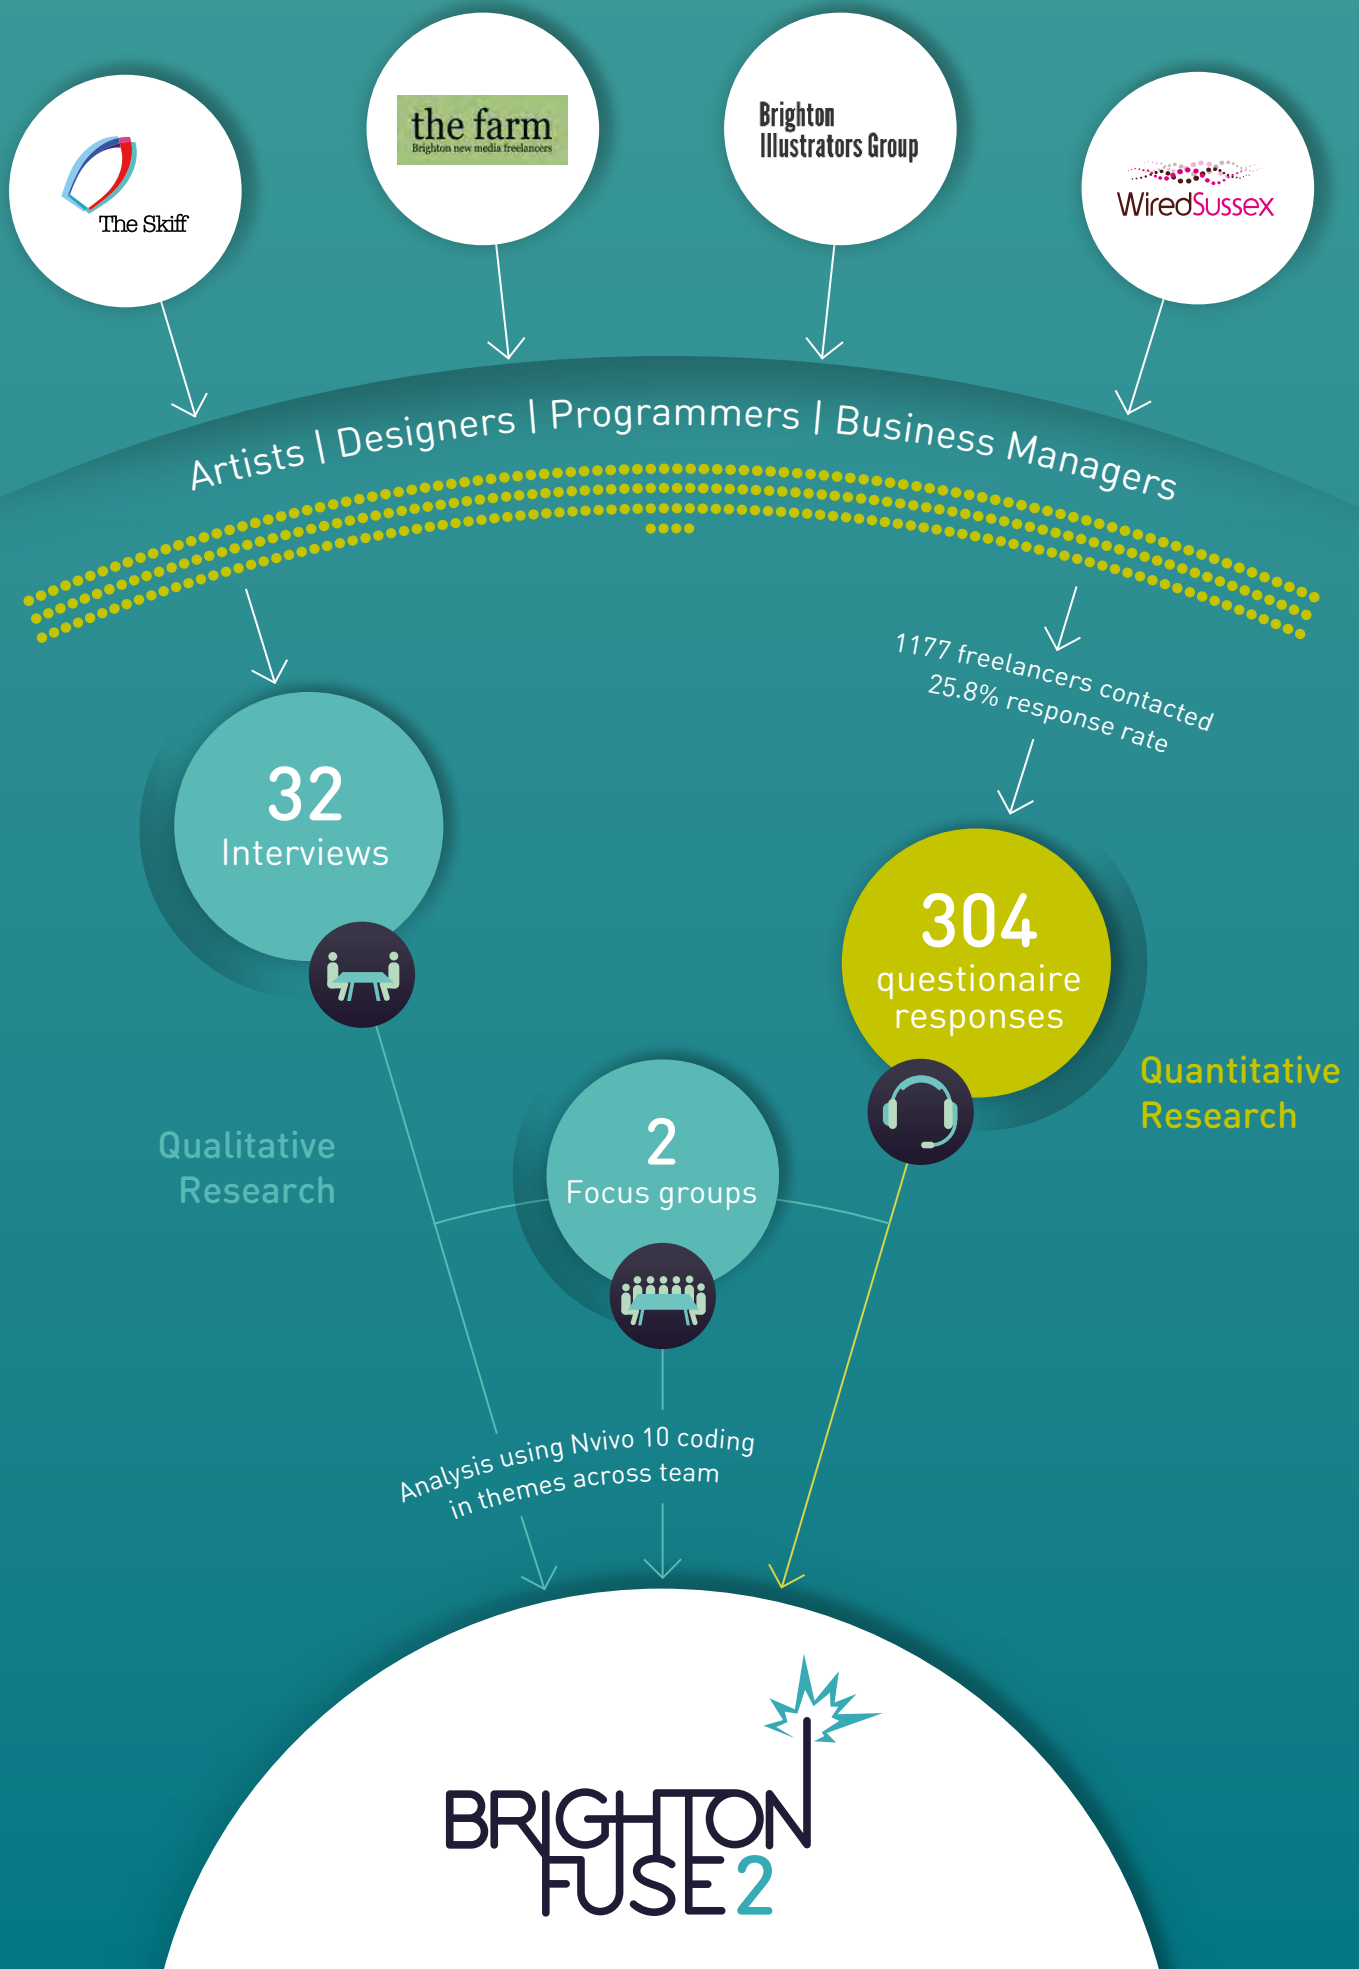 The Skiff
the farm
Brighton new media freelancers
Brighton
Illustrators Group
WiredSussex
Artists | Designers | Programmers | Business Managers
1177 freelancers contacted
25.8% response rate
32
Interviews
304
questionaire
responses
Quantitative
Research
2
Focus groups
Qualitative
Research
Analysis using Nvivo 10 coding
in themes across team
BRIGHTON
FUSE 2